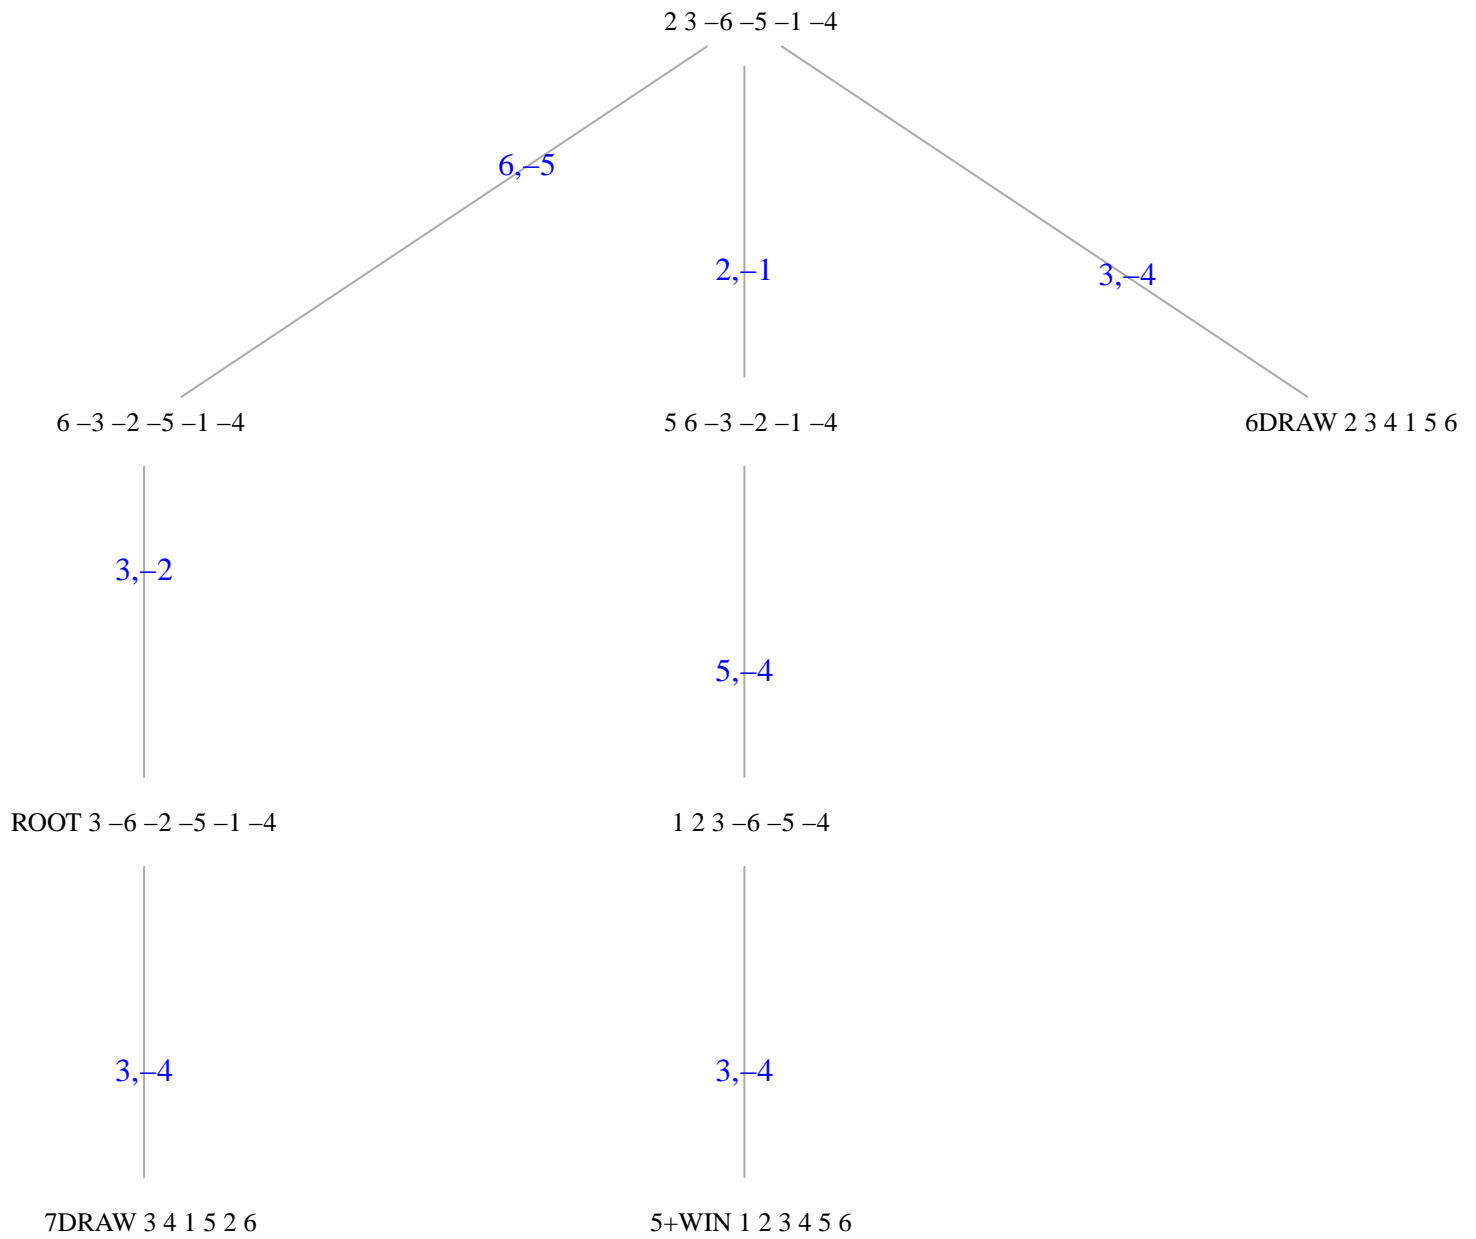 2 3 –6 –5 –1 –4
6,–5
2,–1
3,–4
6 –3 –2 –5 –1 –4
5 6 –3 –2 –1 –4
6DRAW 2 3 4 1 5 6
3,–2
5,–4
ROOT 3 –6 –2 –5 –1 –4
1 2 3 –6 –5 –4
3,–4
3,–4
7DRAW 3 4 1 5 2 6
5+WIN 1 2 3 4 5 6